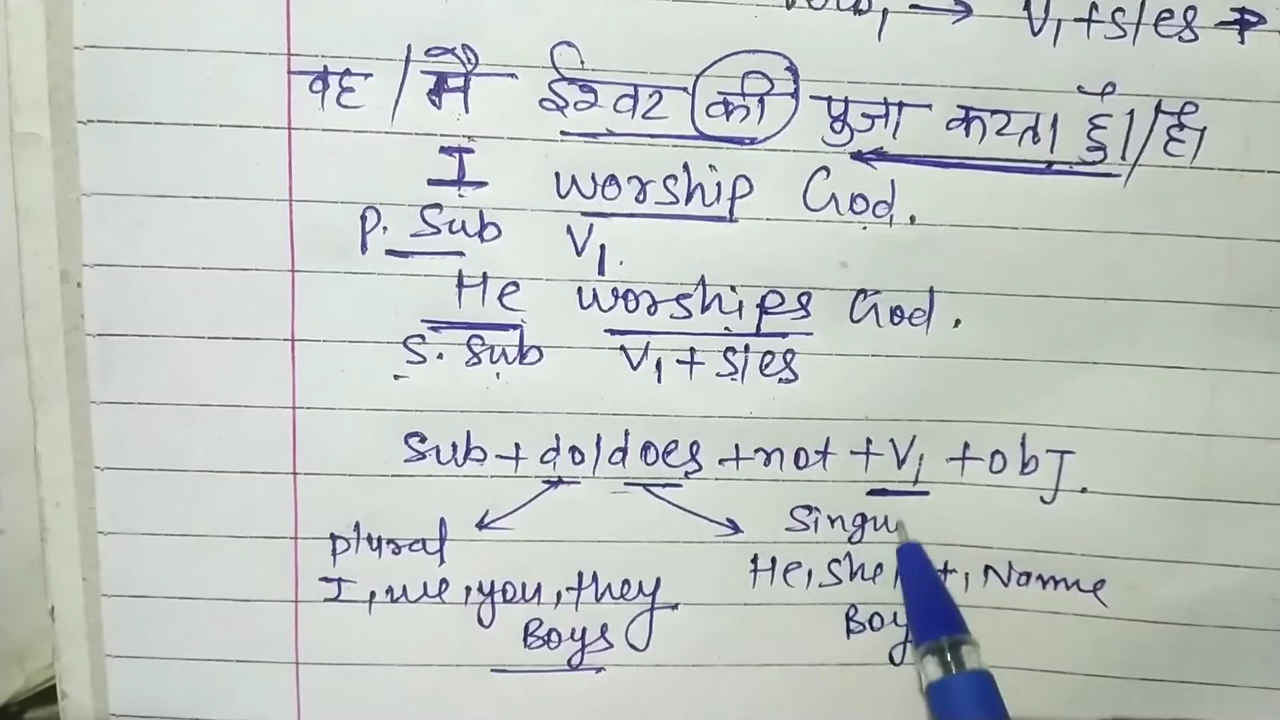 → V₁+s/es →
वह / मै ईश्वर की पूजा करता हुँ। / है।
I worship God.
P. Sub V₁.
He worships God.
S. Sub V₁ + s/es
Sub + do/does + not + V₁ + obj.
plural Singu
I, we, you, they He, She, Name
Boys Boy